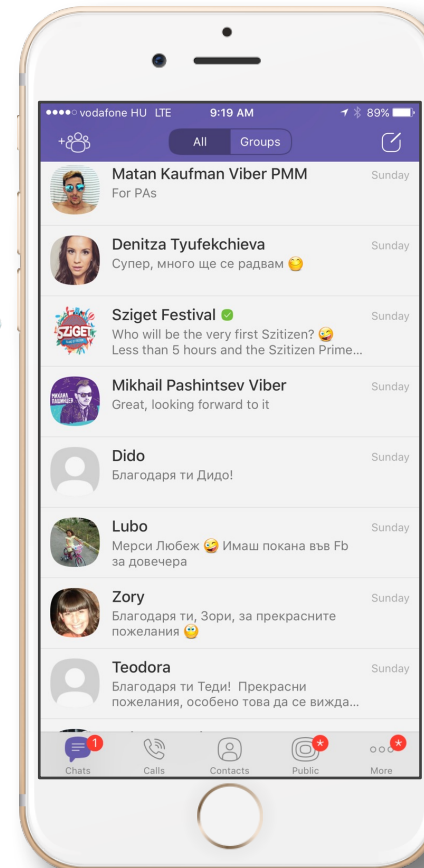 vodafone HU LTE 9:19 AM 89%
All Groups
Matan Kaufman Viber PMM Sunday
For PAs
Denitza Tyufekchieva Sunday
Супер, много ще се радвам
Sziget Festival Sunday
SZIGET
Who will be the very first Szitizen?
Less than 5 hours and the Szitizen Prime...
Mikhail Pashintsev Viber Sunday
МИХАИЛ
ПАШИНЦЕВ
Great, looking forward to it
Dido Sunday
Благодаря ти Дидо!
Lubo Sunday
Мерси Любеж Имаш покана във Fb
за довечера
Zory Sunday
Благодаря ти, Зори, за прекрасните
пожелания
Teodora Sunday
Благодаря ти Теди! Прекрасни
пожелания, особено това да се вижда...
1
Chats Calls Contacts Public More